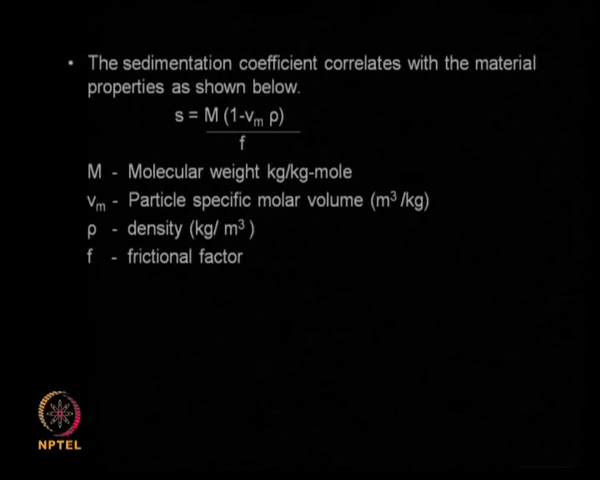 • The sedimentation coefficient correlates with the material
properties as shown below.
s = M (1-vm ρ)
f
M - Molecular weight kg/kg-mole
vm - Particle specific molar volume (m3 /kg)
ρ - density (kg/ m3 )
f - frictional factor
NPTEL